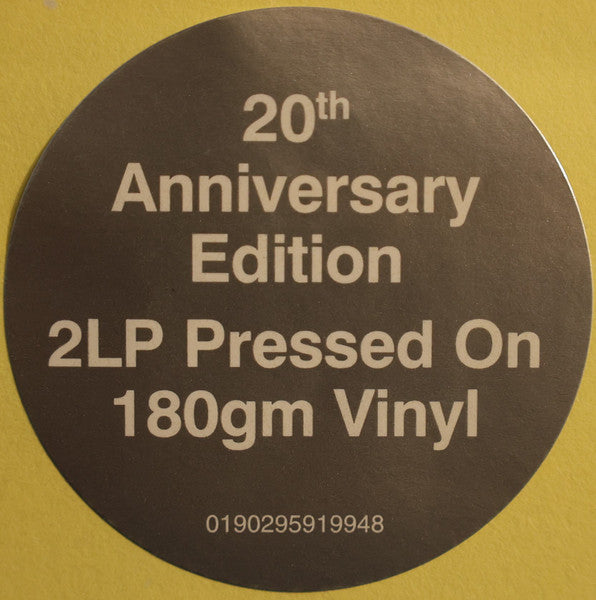 20th
Anniversary
Edition
2LP Pressed On
180gm Vinyl
0190295919948